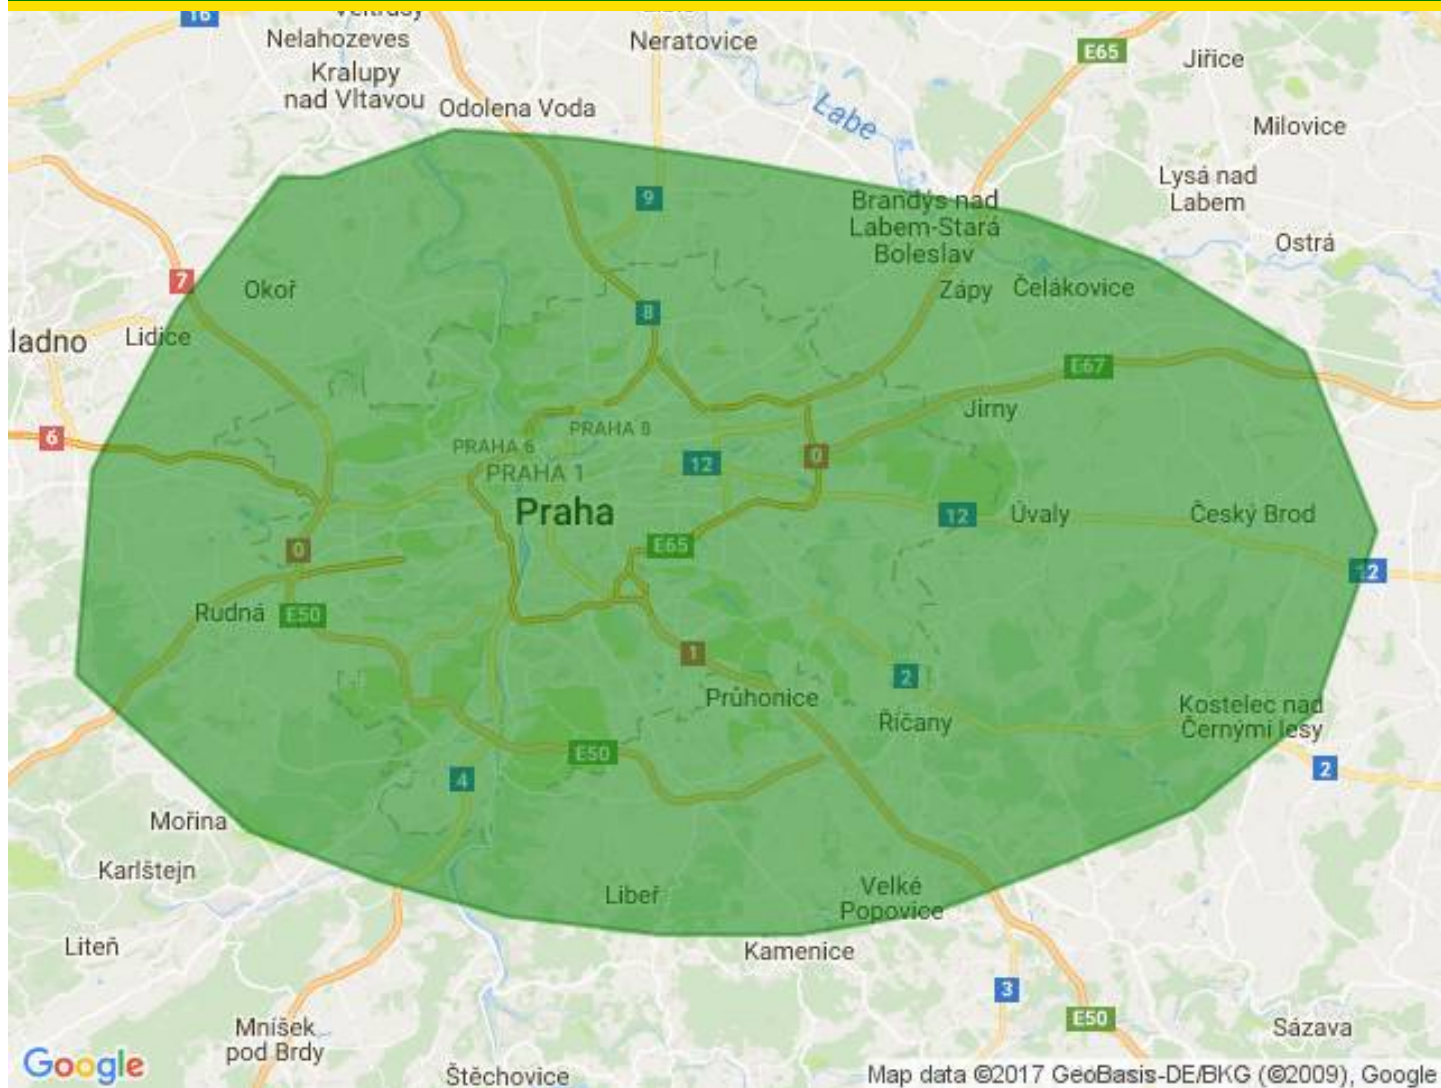 16
Nelahozeves
Neratovice
E65
Jiřice
Kralupy
nad Vltavou
Odolena Voda
Labe
Milovice
Lysá nad
Labem
9
Brandýs nad
Labem-Stará
Boleslav
Ostrá
7
Okoř
Zápy
Čelákovice
8
Lidice
ladno
E67
Jirny
6
PRAHA 8
PRAHA 6
PRAHA 1
12
0
Praha
12
Úvaly
Český Brod
E65
0
12
Rudná
E50
1
2
Průhonice
Říčany
Kostelec nad
Černými lesy
E50
4
2
Mořina
Karlštejn
Libeř
Velké
Popovice
Liteň
Kamenice
3
E50
Mníšek
pod Brdy
Sázava
Google
Štěchovice
Map data ©2017 GeoBasis-DE/BKG (©2009), Google